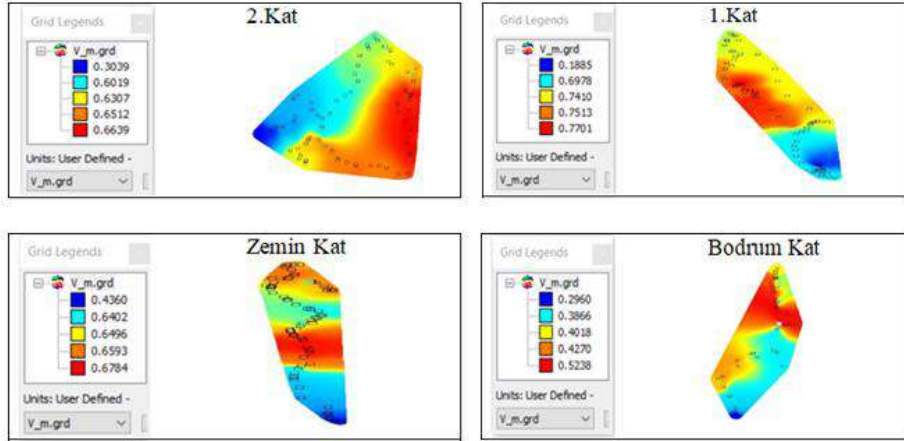 Grid Legends
2.Kat
V_m.grd
0.3039
0.6019
0.6307
0.6512
0.6639
Units: User Defined -
V_m.grd
Grid Legends
1.Kat
V_m.grd
0.1885
0.6978
0.7410
0.7513
0.7701
Units: User Defined -
V_m.grd
Grid Legends
Zemin Kat
V_m.grd
0.4360
0.6402
0.6496
0.6593
0.6784
Units: User Defined -
V_m.grd
Grid Legends
Bodrum Kat
V_m.grd
0.2960
0.3866
0.4018
0.4270
0.5238
Units: User Defined -
V_m.grd